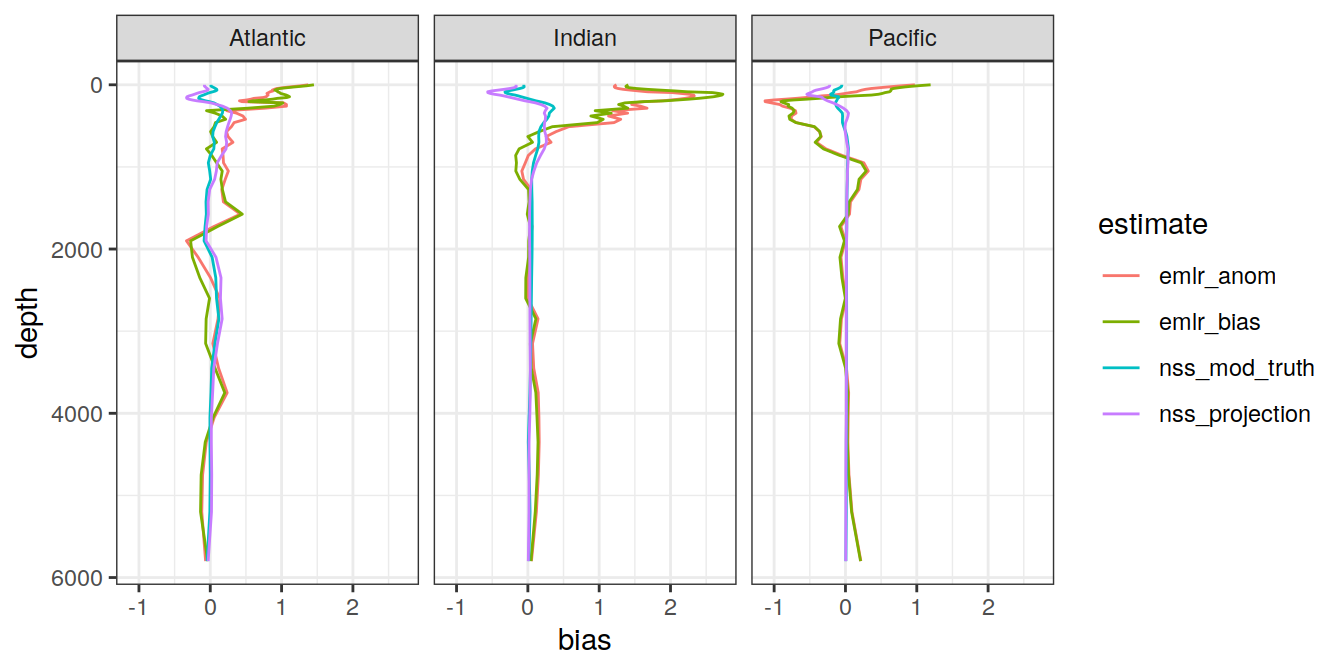 Atlantic Indian Pacific
0
2000
4000
6000
depth
-1 0 1 2 -1 0 1 2 -1 0 1 2
bias
estimate
emlr_anom
emlr_bias
nss_mod_truth
nss_projection